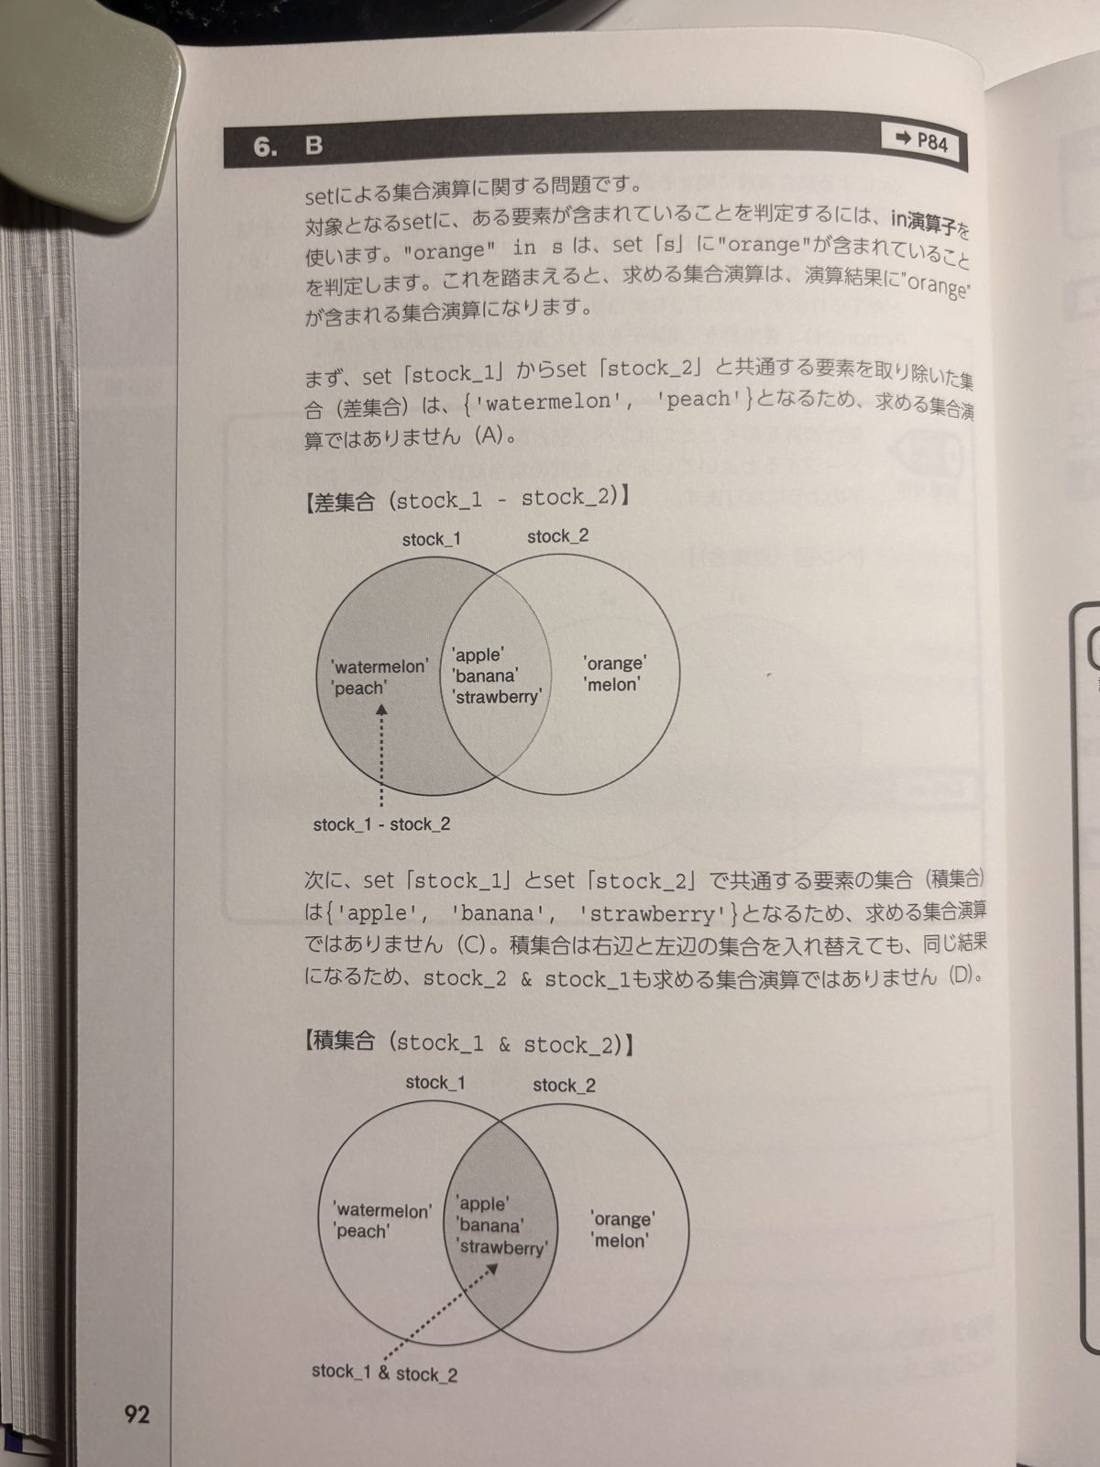 6. B
➡ P84
setによる集合演算に関する問題です。
対象となるsetに、ある要素が含まれていることを判定するには、in演算子を
使います。"orange" in s は、set「s」に"orange"が含まれていること
を判定します。これを踏まえると、求める集合演算は、演算結果に"orange"
が含まれる集合演算になります。
まず、set「stock_1」からset「stock_2」と共通する要素を取り除いた集
合（差集合）は、{'watermelon', 'peach'}となるため、求める集合演
算ではありません（A）。
【差集合（stock_1 - stock_2)】
stock_1 stock_2
'watermelon'
'peach'
'apple'
'banana'
'strawberry'
'orange'
'melon'
stock_1 - stock_2
次に、set「stock_1」とset「stock_2」で共通する要素の集合（積集合）
は{'apple', 'banana', 'strawberry'}となるため、求める集合演算
ではありません（C）。積集合は右辺と左辺の集合を入れ替えても、同じ結果
になるため、stock_2 & stock_1も求める集合演算ではありません（D）。
【積集合（stock_1 & stock_2)】
stock_1 stock_2
'watermelon'
'peach'
'apple'
'banana'
'strawberry'
'orange'
'melon'
stock_1 & stock_2
92